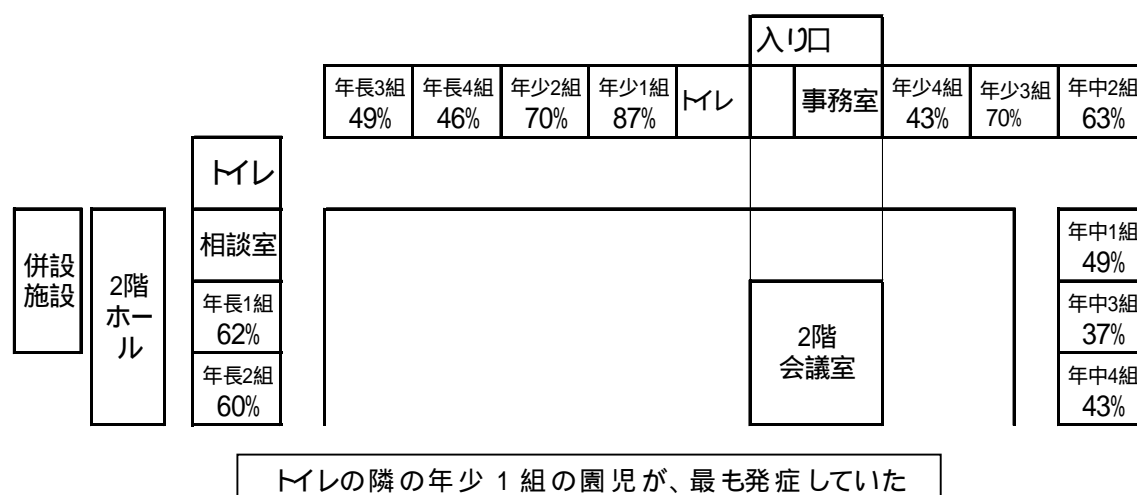 入り口
年長3組 年長4組 年少2組 年少1組 トイレ 事務室 年少4組 年少3組 年中2組
49% 46% 70% 87% 43% 70% 63%
トイレ
併設
施設
2階
ホー
ル
相談室
年長1組
62%
年長2組
60%
2階
会議室
年中1組
49%
年中3組
37%
年中4組
43%
トイレの隣の年少1組の園児が、最も発症していた